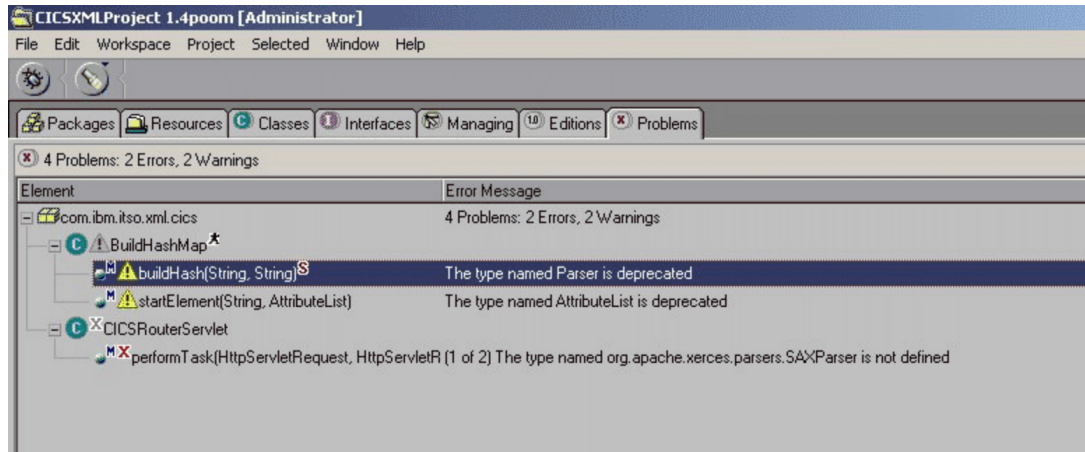 CICSXMLProject 1.4poom [Administrator]
File Edit Workspace Project Selected Window Help
Packages Resources C Classes I Interfaces Managing 1.0 Editions X Problems
X 4 Problems: 2 Errors, 2 Warnings
Element Error Message
com.ibm.itso.xml.cics 4 Problems: 2 Errors, 2 Warnings
C BuildHashMap
M buildHash(String, String) S The type named Parser is deprecated
M startElement(String, AttributeList) The type named AttributeList is deprecated
C X CICSRouterServlet
M X performTask(HttpServletRequest, HttpServletR (1 of 2) The type named org.apache.xerces.parsers.SAXParser is not defined